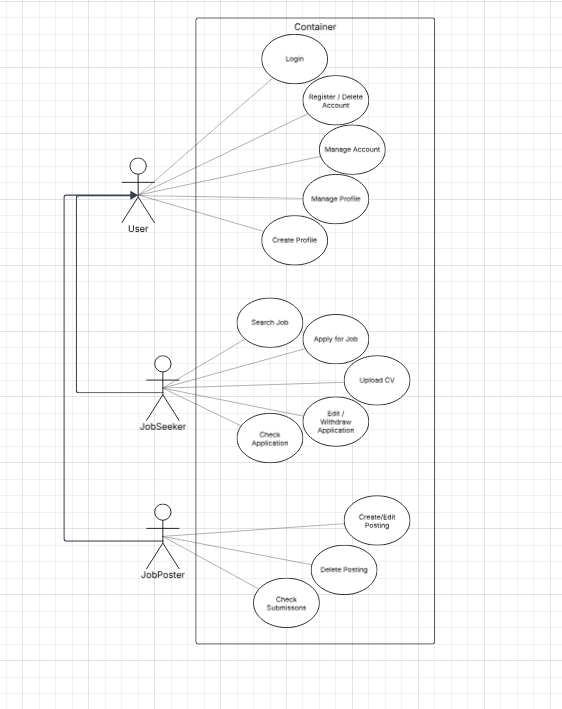 Container
Login
Register / Delete
Account
Manage Account
Manage Profile
Create Profile
User
Search Job
Apply for Job
Upload CV
Edit /
Withdraw
Application
Check
Application
JobSeeker
Create/Edit
Posting
Delete Posting
Check
Submissons
JobPoster